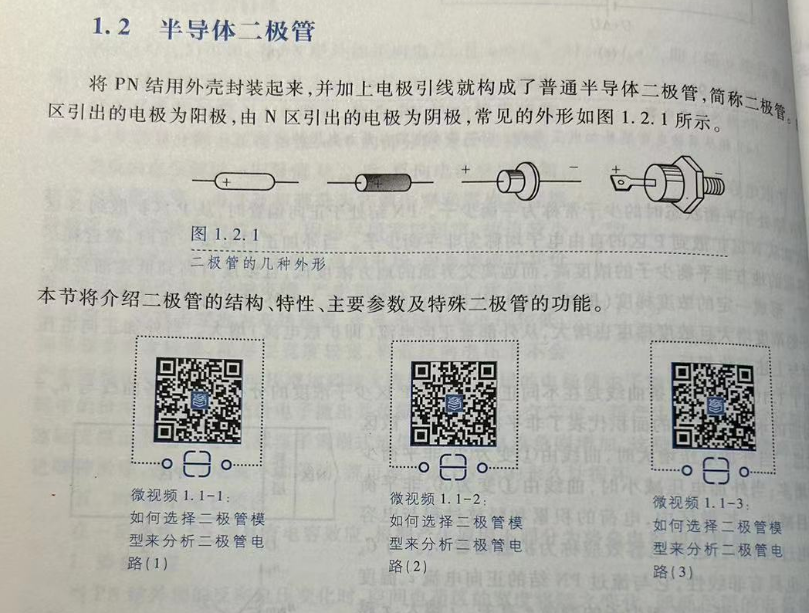 1.2 半导体二极管
将 PN 结用外壳封装起来,并加上电极引线就构成了普通半导体二极管,简称二极管。
区引出的电极为阳极,由 N 区引出的电极为阴极,常见的外形如图 1.2.1 所示。
+ + − + −
+
图 1.2.1
二极管的几种外形
本节将介绍二极管的结构、特性、主要参数及特殊二极管的功能。
微视频 1.1-1:
如何选择二极管模
型来分析二极管电
路(1)
微视频 1.1-2:
如何选择二极管模
型来分析二极管电
路(2)
微视频 1.1-3:
如何选择二极管模
型来分析二极管电
路(3)